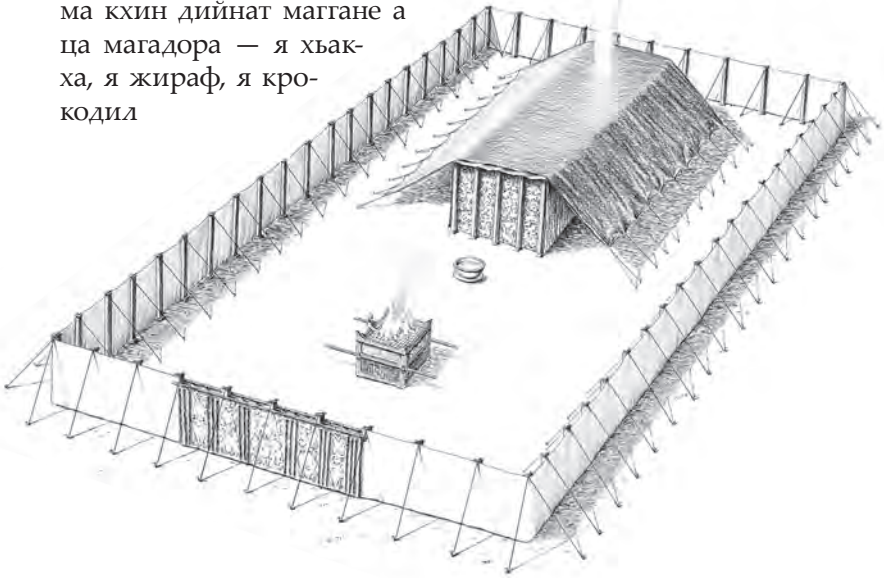 ма кхин дийнат маггане а
ца магадора — я хьак-
ха, я жираф, я кро-
кодил